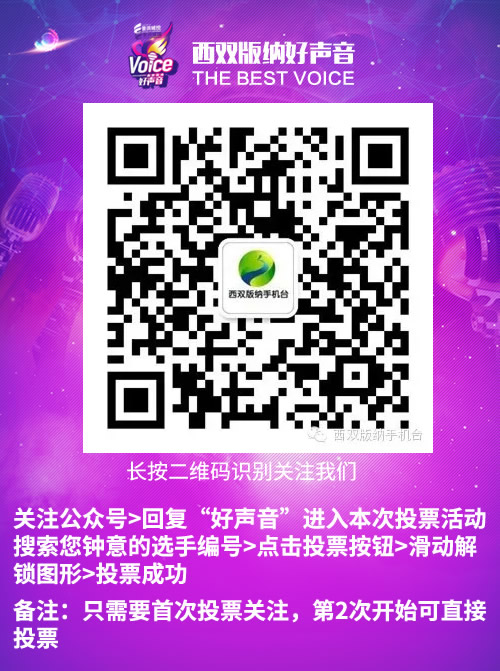 Voice
好声音
西双版纳好声音
THE BEST VOICE
西双版纳手机台
西双版纳手机台
长按二维码识别关注我们
关注公众号>回复“好声音”进入本次投票活动
搜索您钟意的选手编号>点击投票按钮>滑动解
锁图形>投票成功
备注：只需要首次投票关注，第2次开始可直接
投票